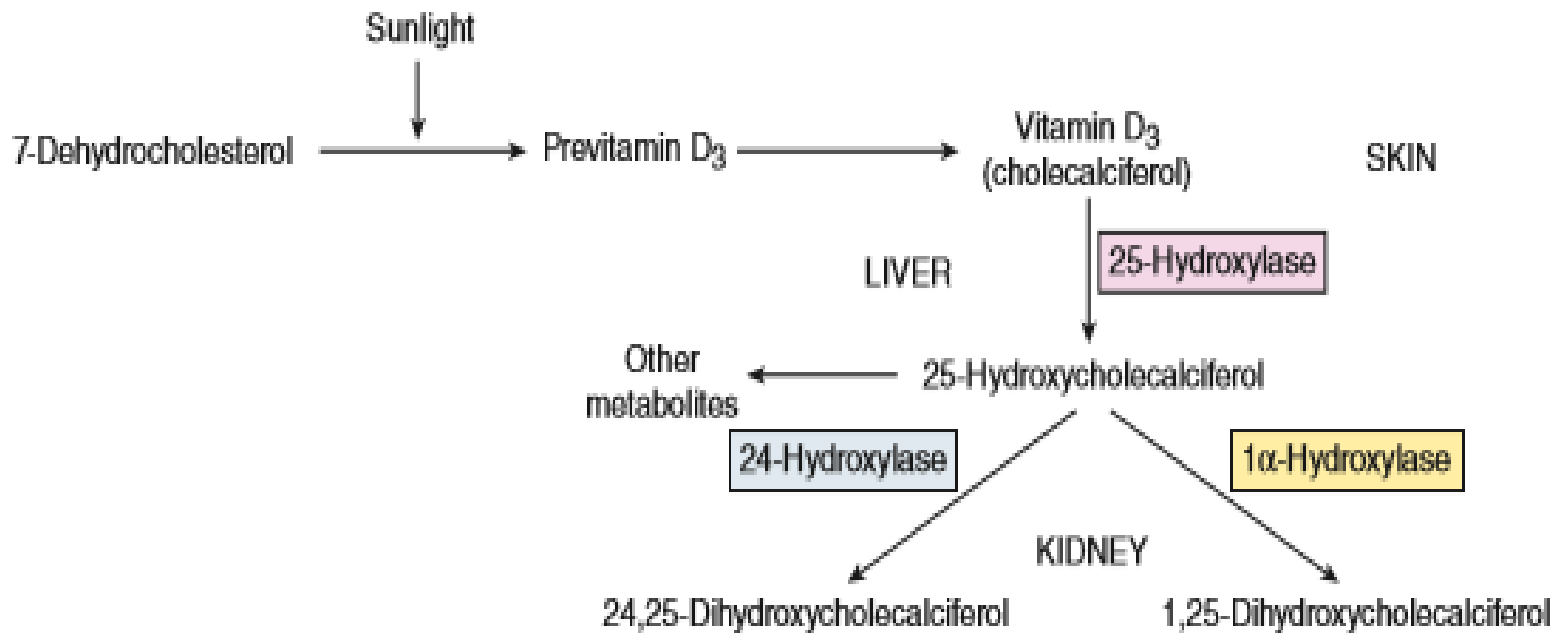 Sunlight
7-Dehydrocholesterol
Previtamin D3
Vitamin D3
(cholecalciferol)
SKIN
LIVER
25-Hydroxylase
Other
metabolites
25-Hydroxycholecalciferol
24-Hydroxylase
1α-Hydroxylase
KIDNEY
24,25-Dihydroxycholecalciferol
1,25-Dihydroxycholecalciferol